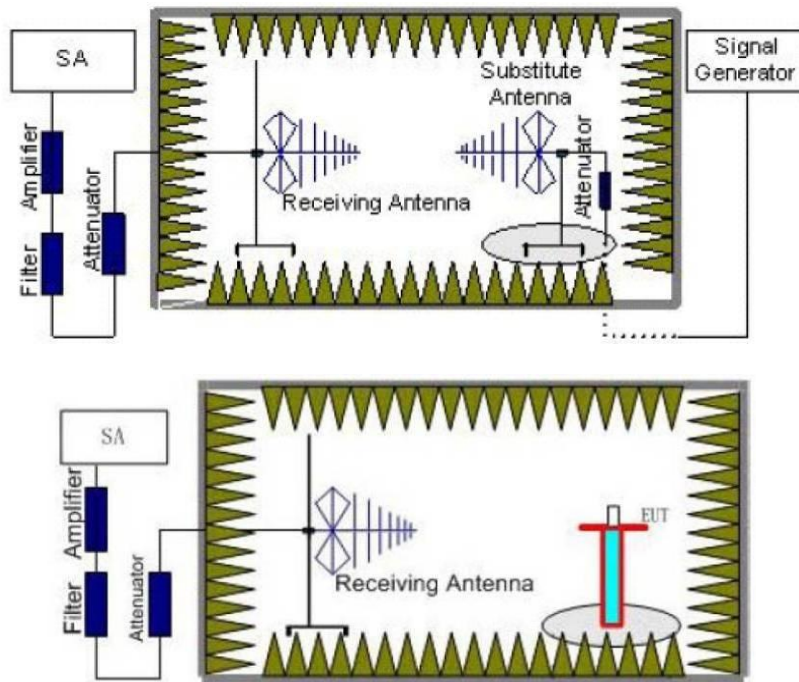 SA
Signal
Generator
Substitute
Antenna
Amplifier
Attenuator
Attenuator
Filter
Receiving Antenna
SA
Amplifier
EUT
Filter
Attenuator
Receiving Antenna